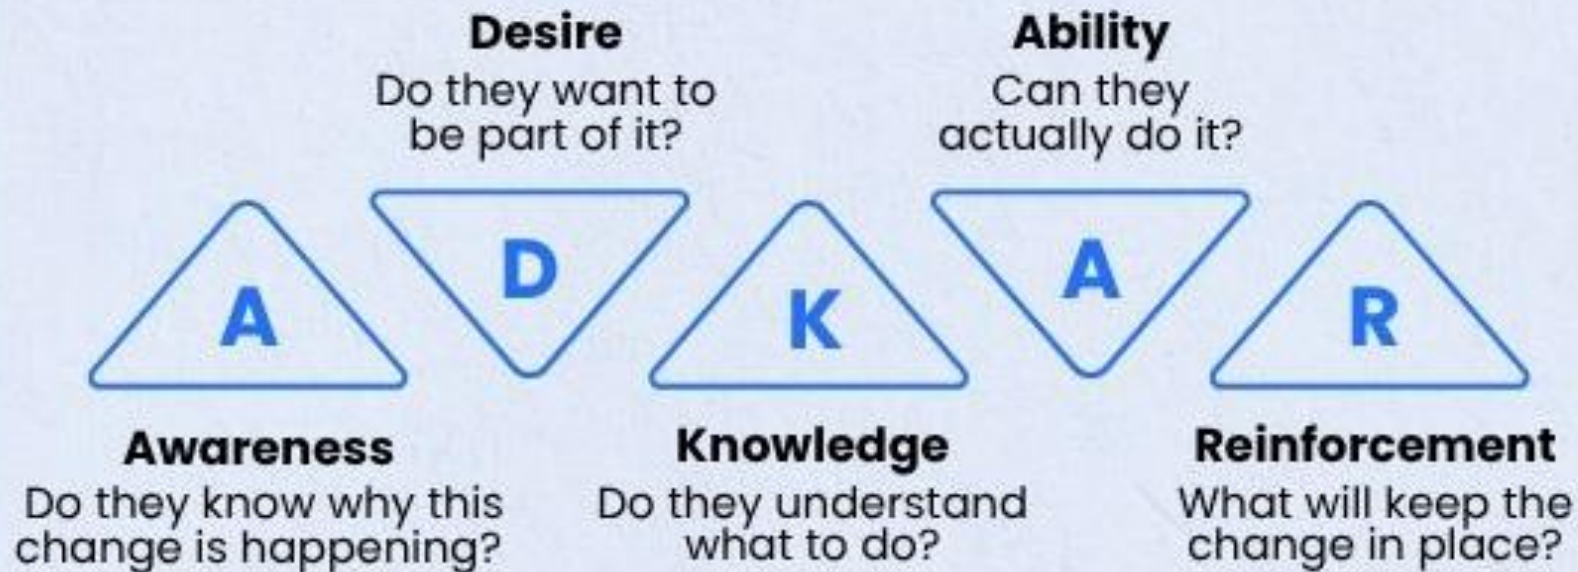 Desire
Do they want to
be part of it?
Ability
Can they
actually do it?
A
D
K
A
R
Awareness
Do they know why this
change is happening?
Knowledge
Do they understand
what to do?
Reinforcement
What will keep the
change in place?